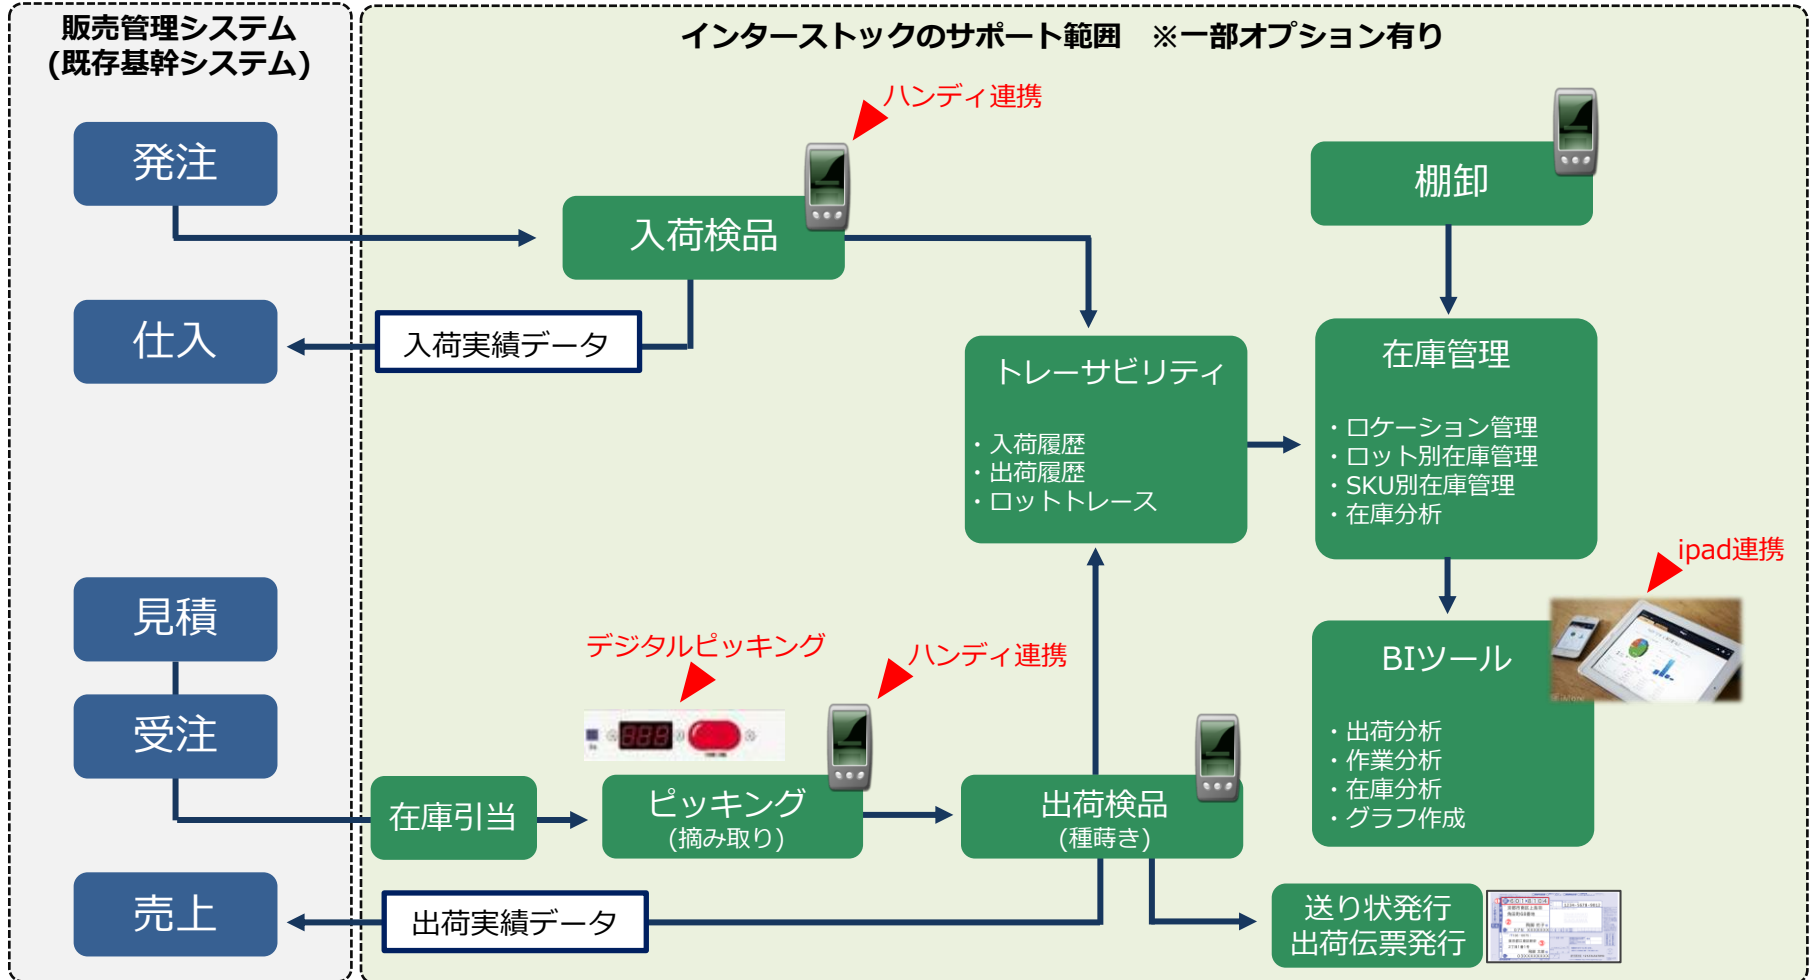 販売管理システム
(既存基幹システム)
インターストックのサポート範囲　※一部オプション有り
発注
仕入
見積
受注
売上
ハンディ連携
入荷検品
入荷実績データ
棚卸
トレーサビリティ
・入荷履歴
・出荷履歴
・ロットトレース
在庫管理
・ロケーション管理
・ロット別在庫管理
・SKU別在庫管理
・在庫分析
ipad連携
BIツール
・出荷分析
・作業分析
・在庫分析
・グラフ作成
デジタルピッキング
ハンディ連携
在庫引当
ピッキング
(摘み取り)
出荷検品
(種蒔き)
出荷実績データ
送り状発行
出荷伝票発行